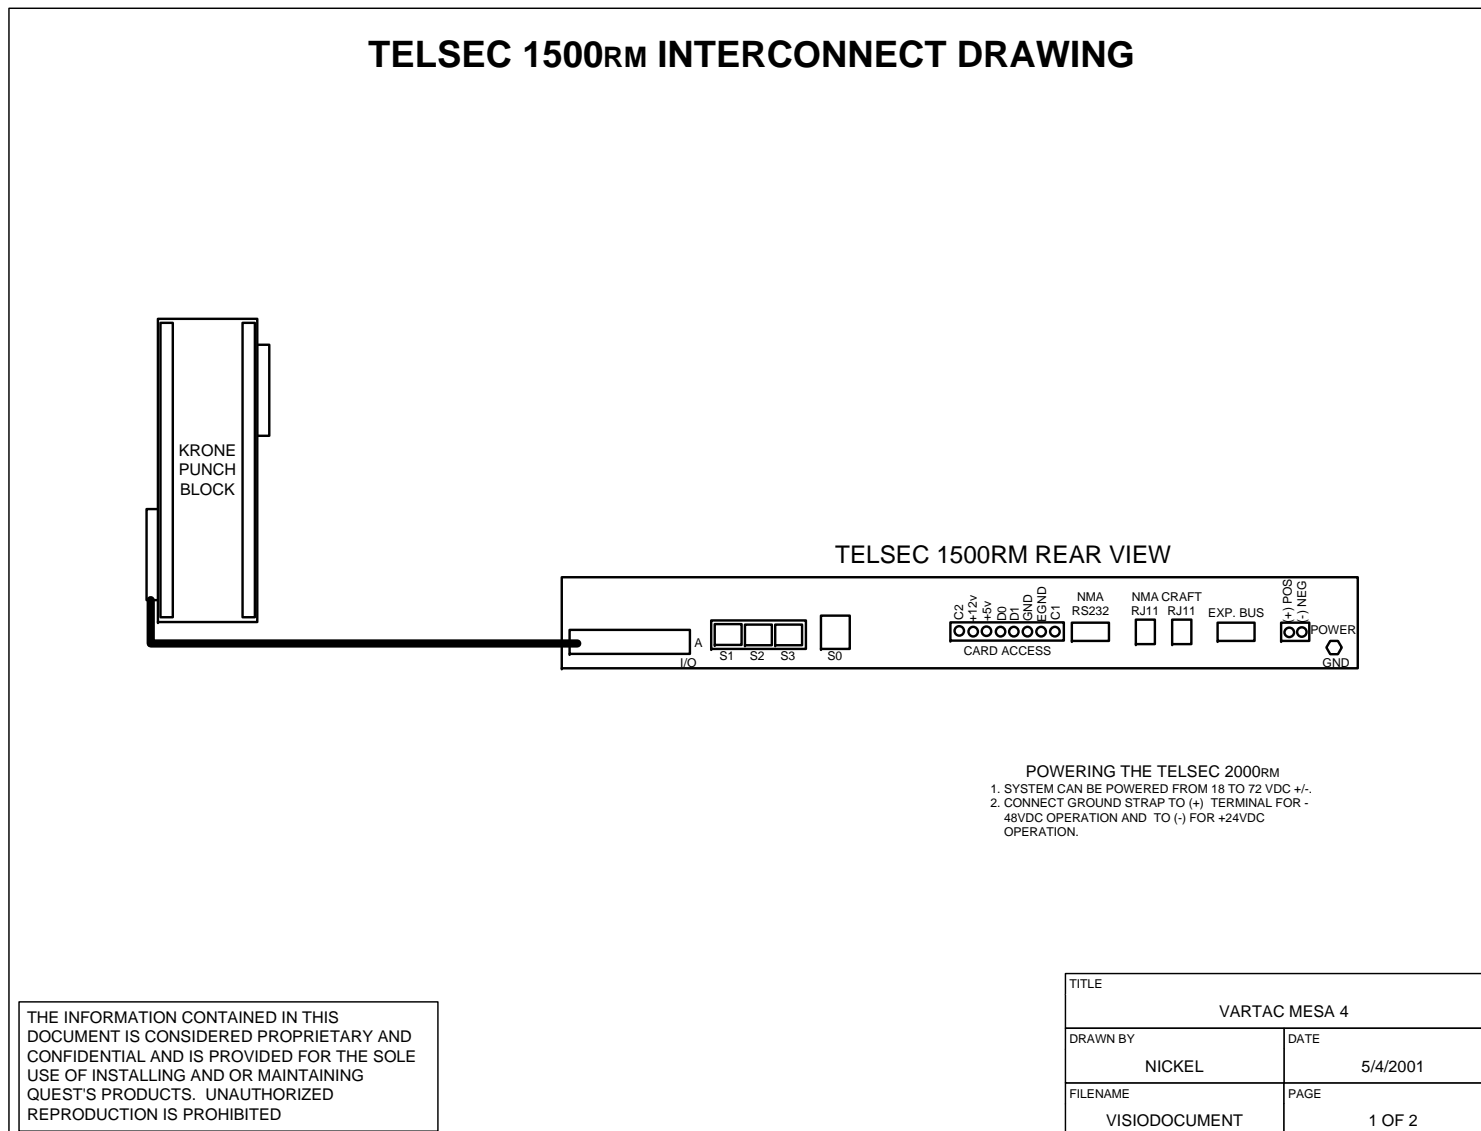 TELSEC 1500RM INTERCONNECT DRAWING
KRONE
PUNCH
BLOCK
TELSEC 1500RM REAR VIEW
A
I/O
S1
S2
S3
S0
C2
+12v
+5v
D0
D1
GND
EGND
C1
CARD ACCESS
NMA
RS232
NMA CRAFT
RJ11 RJ11
EXP. BUS
(+) POS
(-) NEG
POWER
GND
POWERING THE TELSEC 2000RM
1. SYSTEM CAN BE POWERED FROM 18 TO 72 VDC +/-.
2. CONNECT GROUND STRAP TO (+) TERMINAL FOR -
48VDC OPERATION AND TO (-) FOR +24VDC
OPERATION.
THE INFORMATION CONTAINED IN THIS
DOCUMENT IS CONSIDERED PROPRIETARY AND
CONFIDENTIAL AND IS PROVIDED FOR THE SOLE
USE OF INSTALLING AND OR MAINTAINING
QUEST'S PRODUCTS. UNAUTHORIZED
REPRODUCTION IS PROHIBITED
TITLE
VARTAC MESA 4
DRAWN BY
NICKEL
DATE
5/4/2001
FILENAME
VISIODOCUMENT
PAGE
1 OF 2